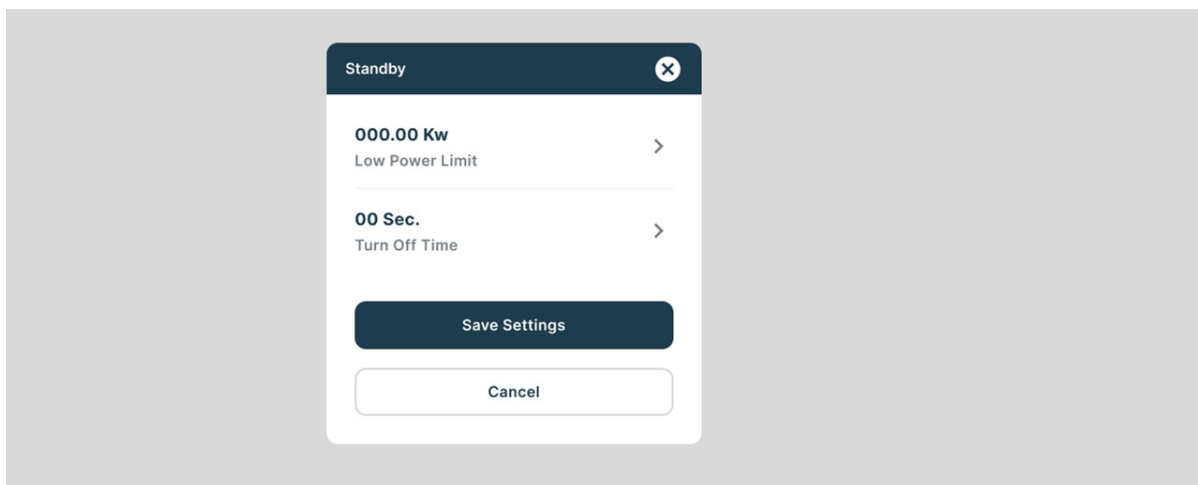 Standby
000.00 Kw
Low Power Limit
00 Sec.
Turn Off Time
Save Settings
Cancel